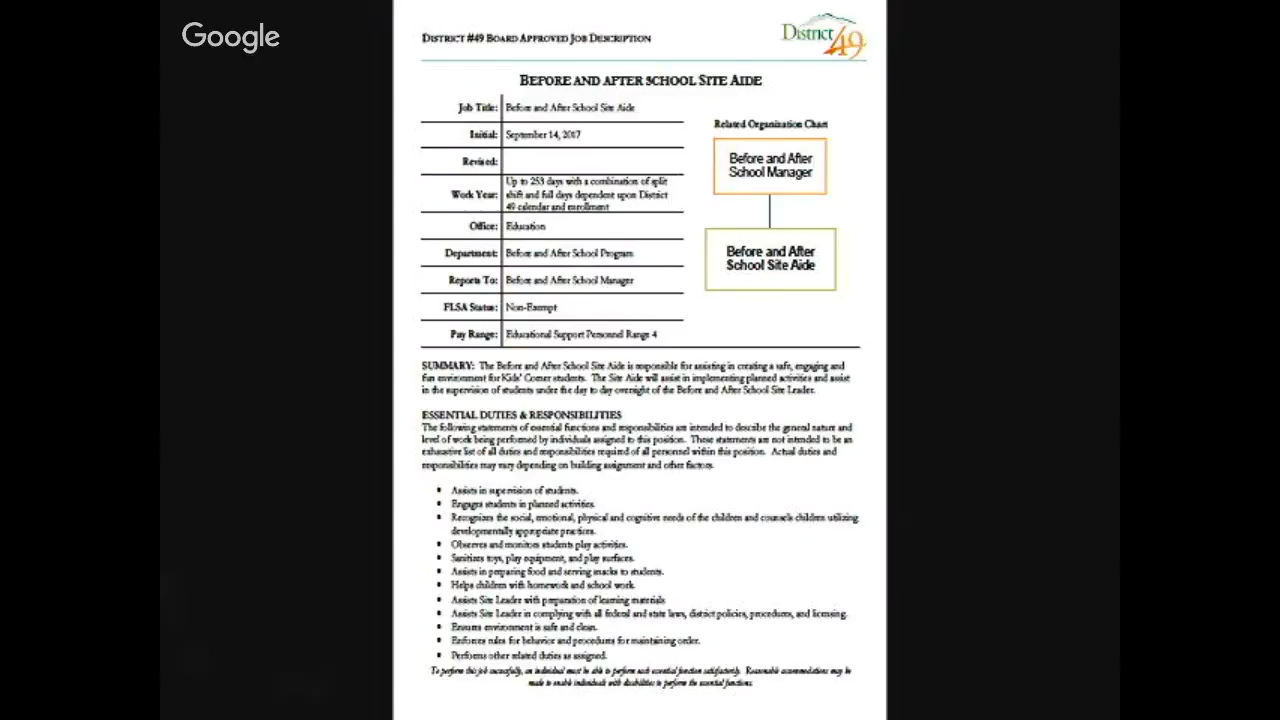 Google
DISTRICT #49 BOARD APPROVED JOB DESCRIPTION
District 49
BEFORE AND AFTER SCHOOL SITE AIDE
Job Title: Before and After School Site Aide
Initial: September 14, 2017
Revised:
Work Year: Up to 253 days with a combination of split
shift and full days dependent upon District
49 calendar and enrollment
Office: Education
Department: Before and After School Program
Reports To: Before and After School Manager
FLSA Status: Non-Exempt
Pay Range: Educational Support Personnel Range 4
Related Organization Chart
Before and After
School Manager
Before and After
School Site Aide
SUMMARY: The Before and After School Site Aide is responsible for assisting in creating a safe, engaging and
fun environment for Kids' Corner students. The Site Aide will assist in implementing planned activities and assist
in the supervision of students under the day to day oversight of the Before and After School Site Leader.
ESSENTIAL DUTIES & RESPONSIBILITIES
The following statements of essential functions and responsibilities are intended to describe the general nature and
level of work being performed by individuals assigned to this position. These statements are not intended to be an
exhaustive list of all duties and responsibilities required of all personnel within this position. Actual duties and
responsibilities may vary depending on building assignment and other factors.
• Assists in supervision of students.
• Engages students in planned activities.
• Recognizes the social, emotional, physical and cognitive needs of the children and counsels children utilizing
developmentally appropriate practices.
• Observes and monitors students play activities.
• Sanitizes toys, play equipment, and play surfaces.
• Assists in preparing food and serving snacks to students.
• Helps children with homework and school work.
• Assists Site Leader with preparation of learning materials
• Assists Site Leader in complying with all federal and state laws, district policies, procedures, and licensing.
• Ensures environment is safe and clean.
• Enforces rules for behavior and procedures for maintaining order.
• Performs other related duties as assigned.
To perform this job successfully, an individual must be able to perform each essential function satisfactorily. Reasonable accommodations may be
made to enable individuals with disabilities to perform the essential functions.